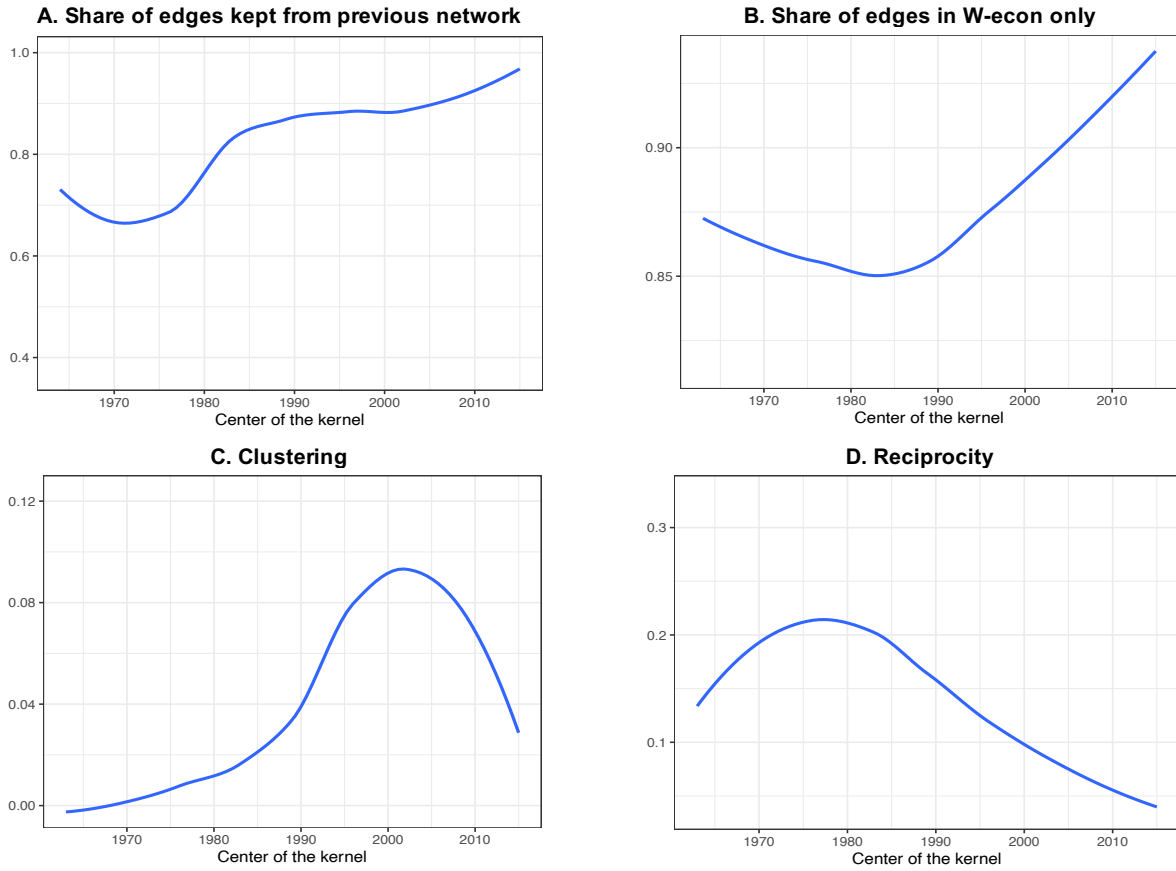 A. Share of edges kept from previous network
1.0
0.8
0.6
0.4
1970 1980 1990 2000 2010
Center of the kernel
B. Share of edges in W-econ only
0.90
0.85
1970 1980 1990 2000 2010
Center of the kernel
C. Clustering
0.12
0.08
0.04
0.00
1970 1980 1990 2000 2010
Center of the kernel
D. Reciprocity
0.3
0.2
0.1
1970 1980 1990 2000 2010
Center of the kernel